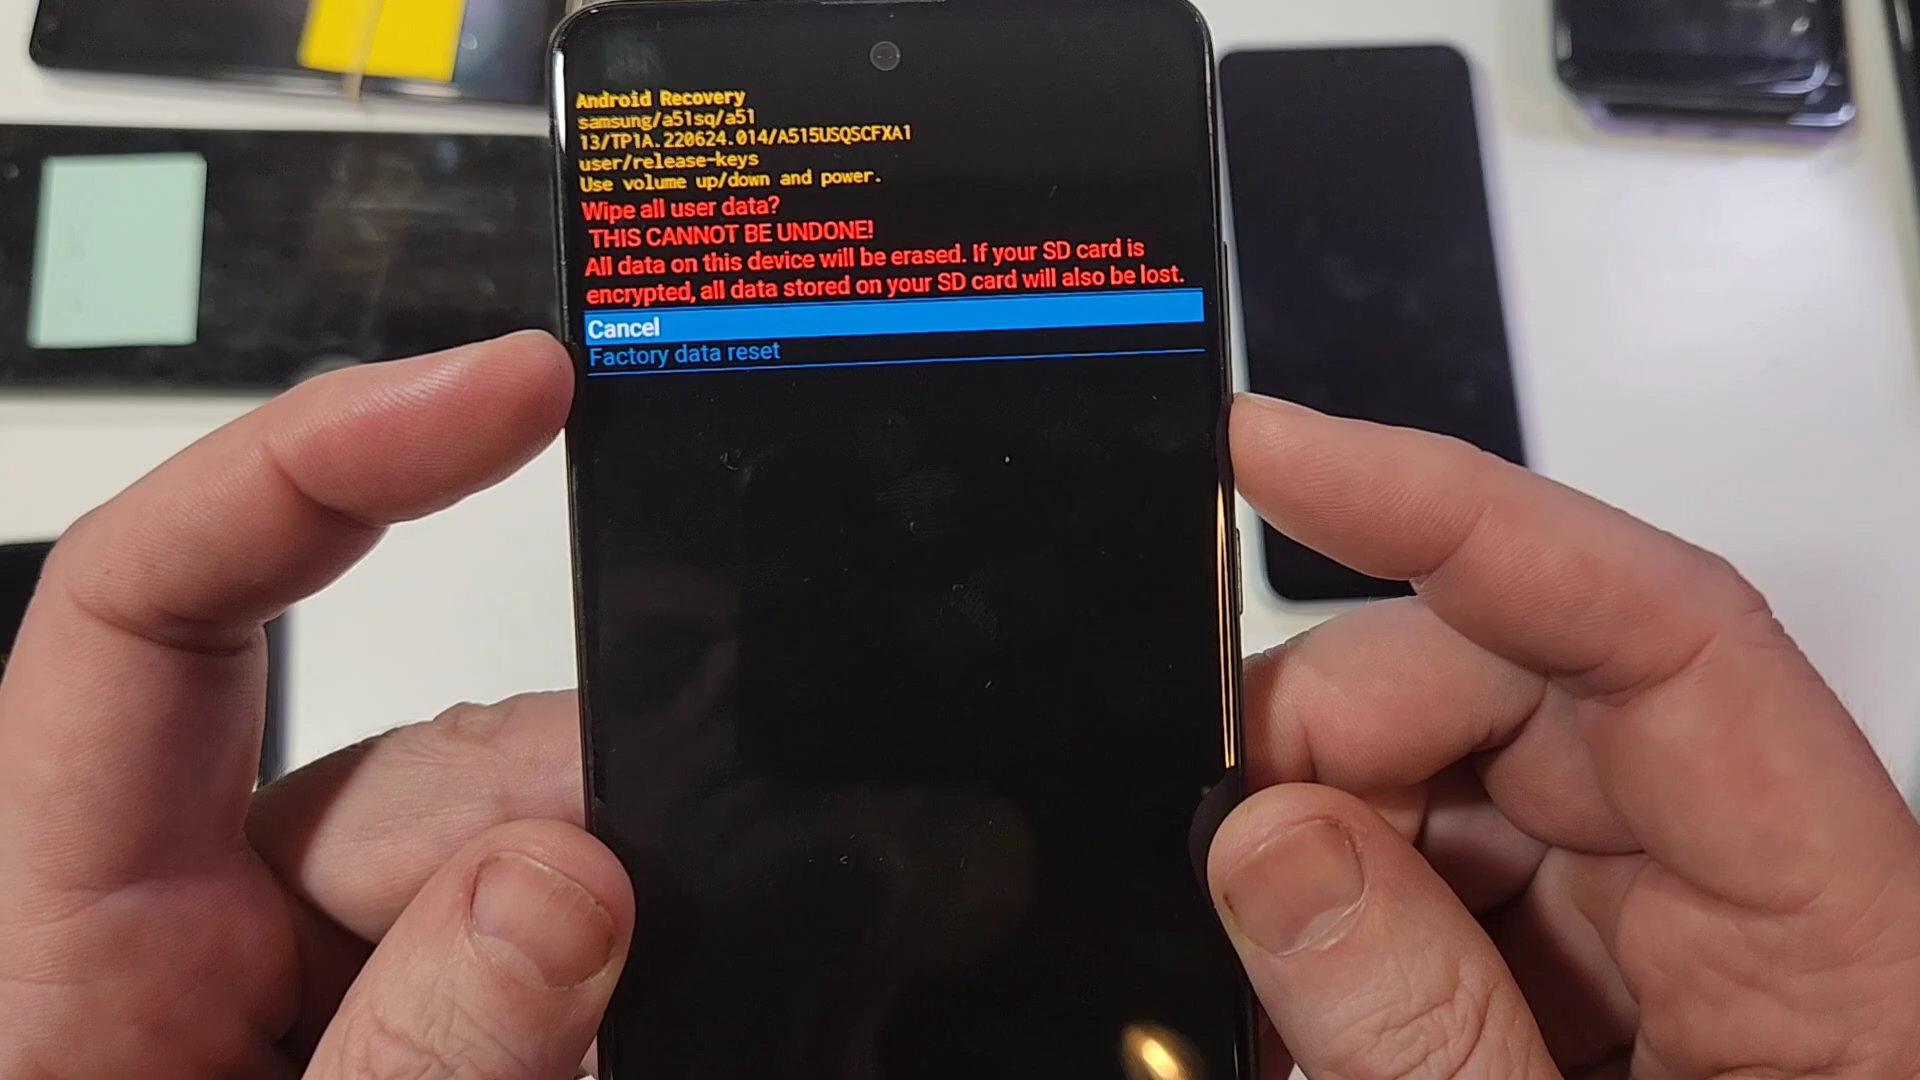 Android Recovery
samsung/a51sq/a51
13/TP1A.220624.014/A515USQSCFXA1
user/release-keys
Use volume up/down and power.
Wipe all user data?
THIS CANNOT BE UNDONE!
All data on this device will be erased. If your SD card is
encrypted, all data stored on your SD card will also be lost.
Cancel
Factory data reset